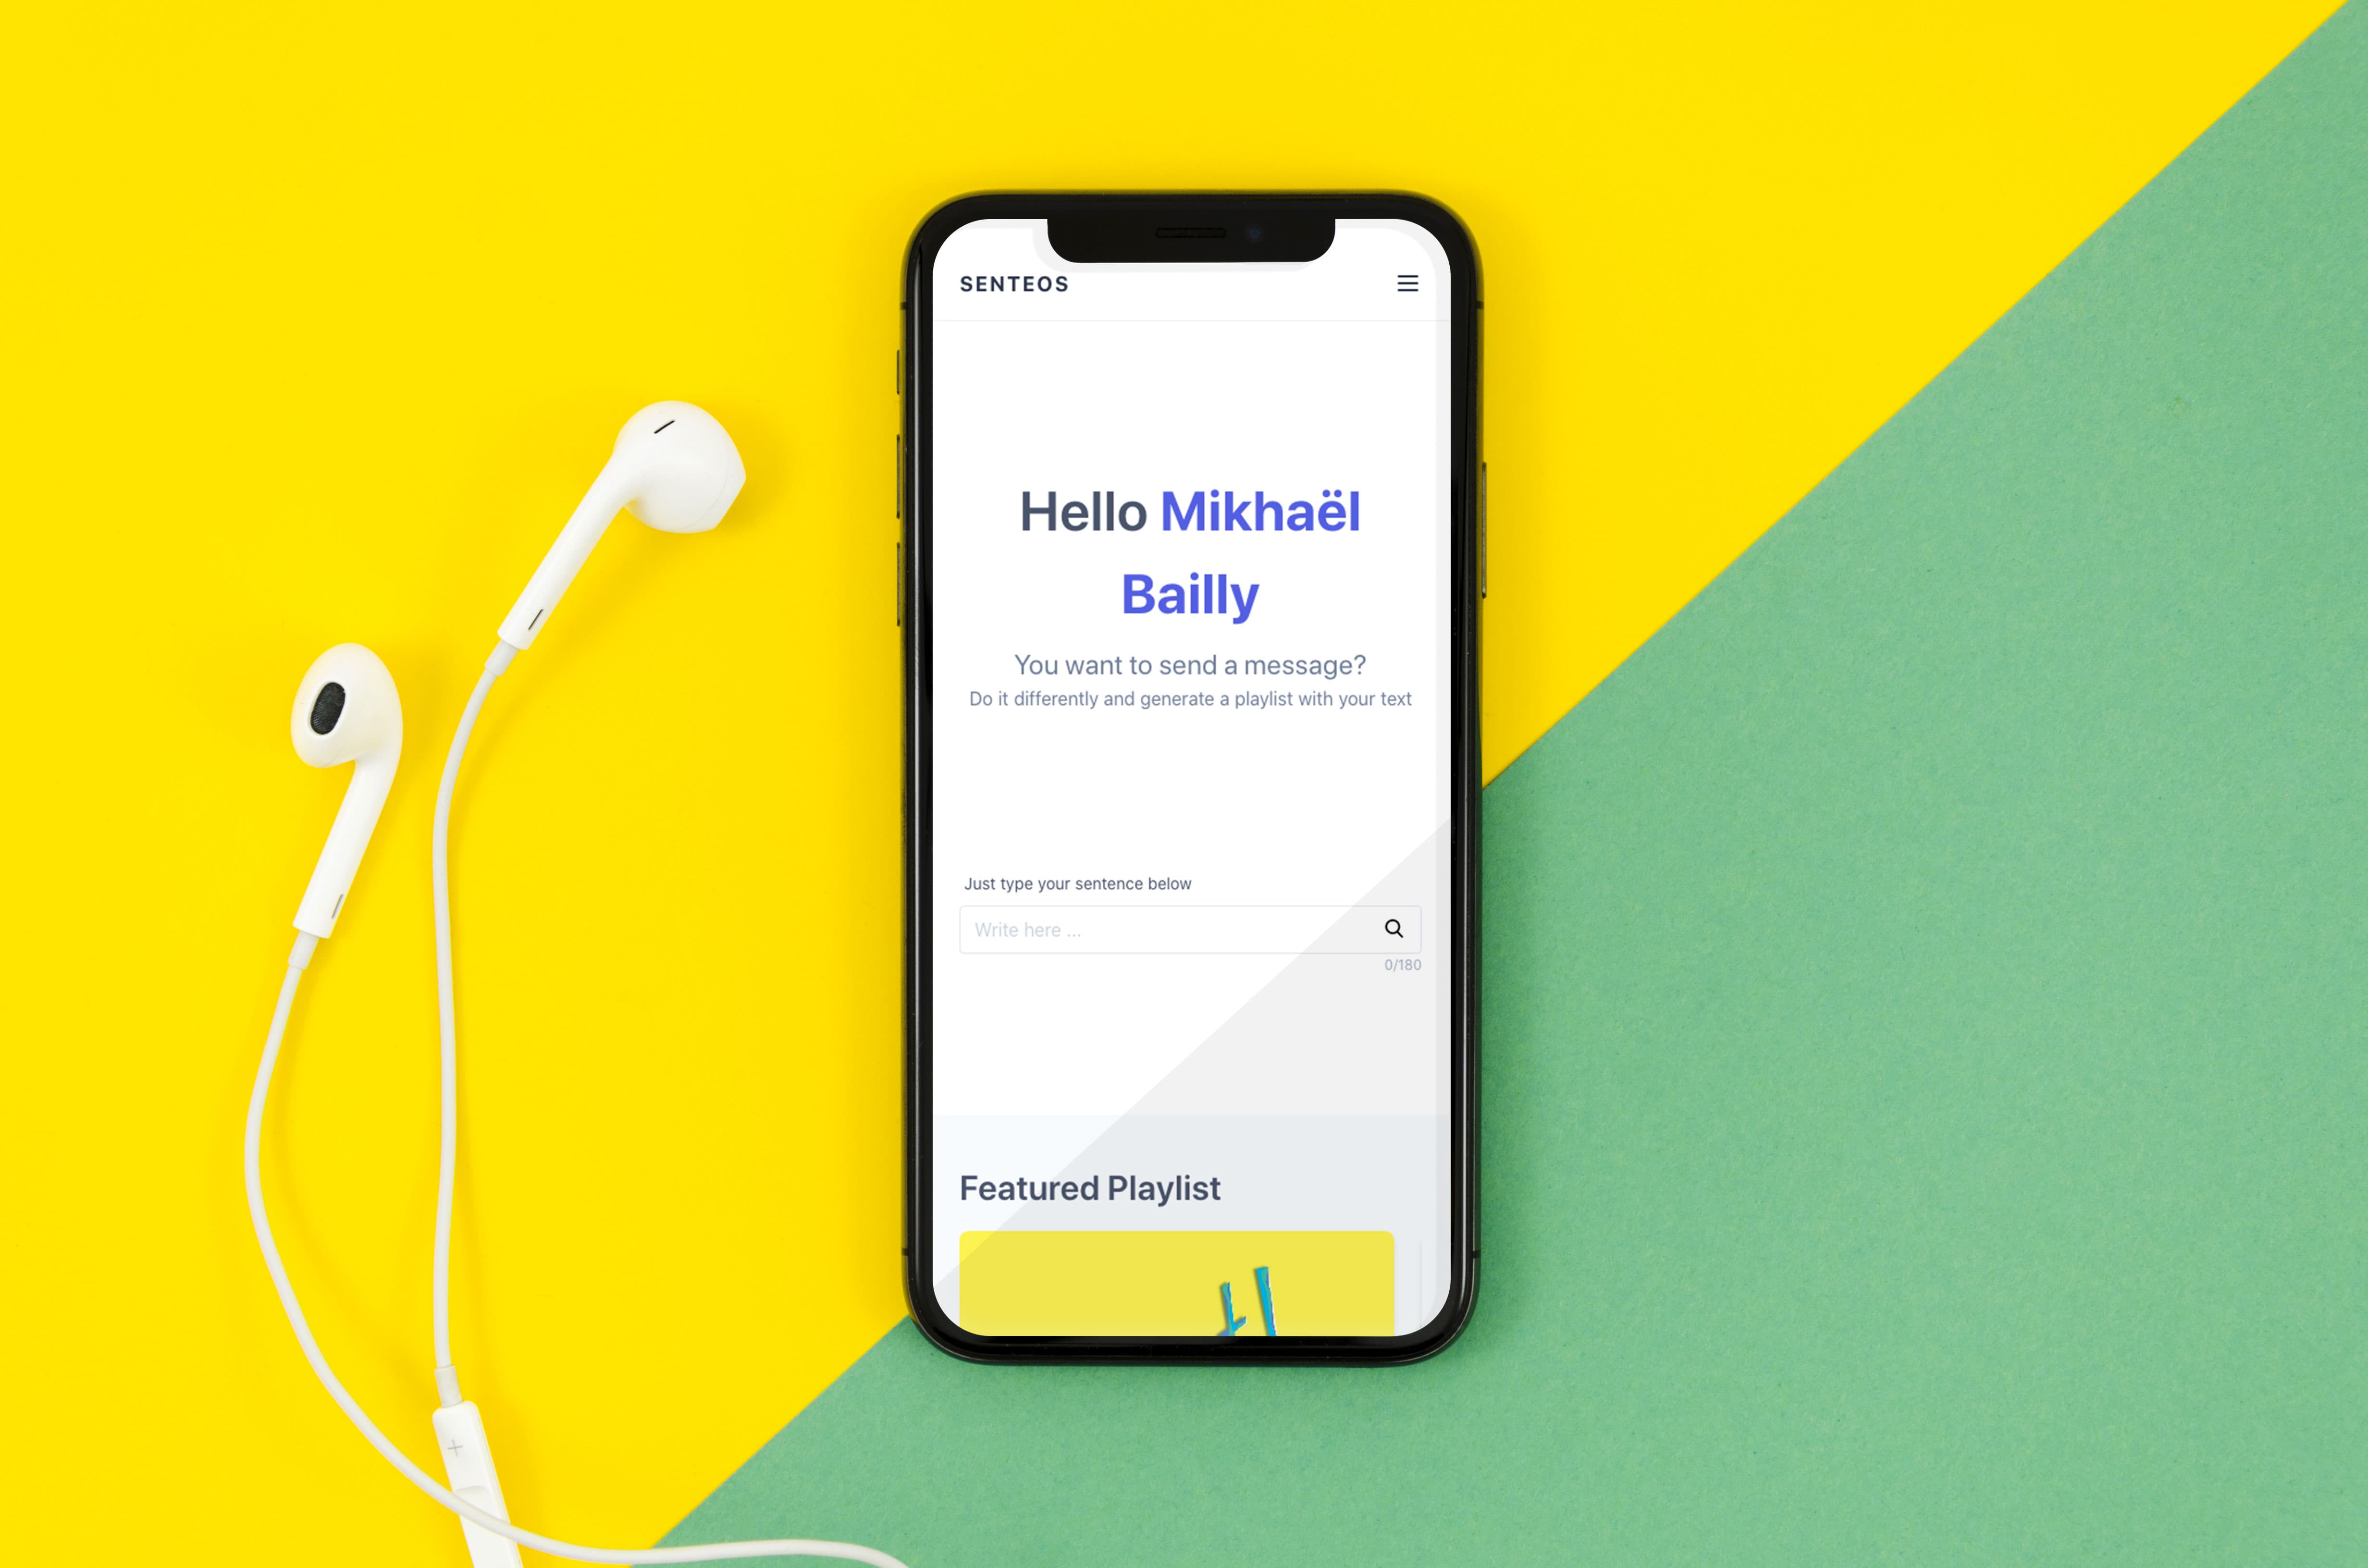 SENTEOS
Hello Mikhaël
Bailly
You want to send a message?
Do it differently and generate a playlist with your text
Just type your sentence below
Write here ...
0/180
Featured Playlist